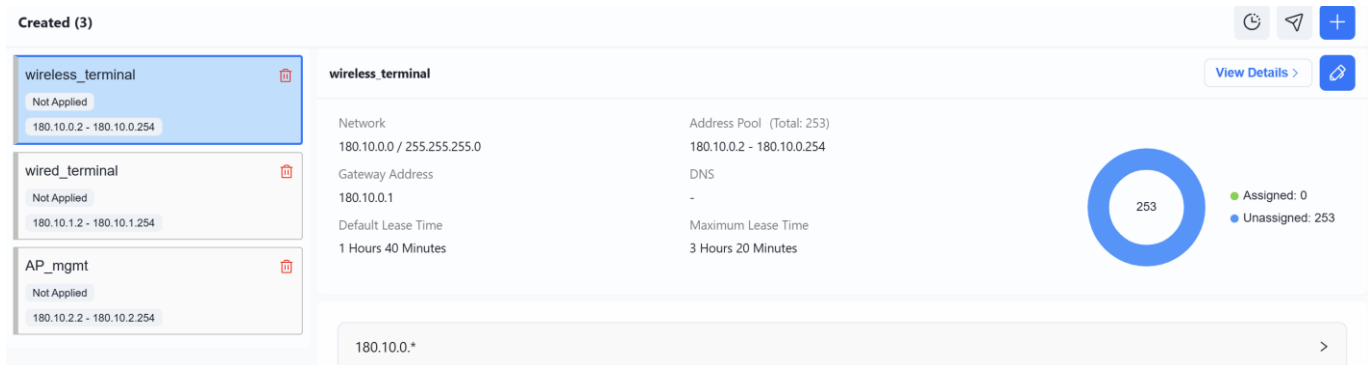 Created (3)
wireless_terminal
Not Applied
180.10.0.2 - 180.10.0.254
wired_terminal
Not Applied
180.10.1.2 - 180.10.1.254
AP_mgmt
Not Applied
180.10.2.2 - 180.10.2.254
wireless_terminal
View Details >
Network
180.10.0.0 / 255.255.255.0
Address Pool (Total: 253)
180.10.0.2 - 180.10.0.254
Gateway Address
180.10.0.1
DNS
-
Default Lease Time
1 Hours 40 Minutes
Maximum Lease Time
3 Hours 20 Minutes
253
Assigned: 0
Unassigned: 253
180.10.0.*